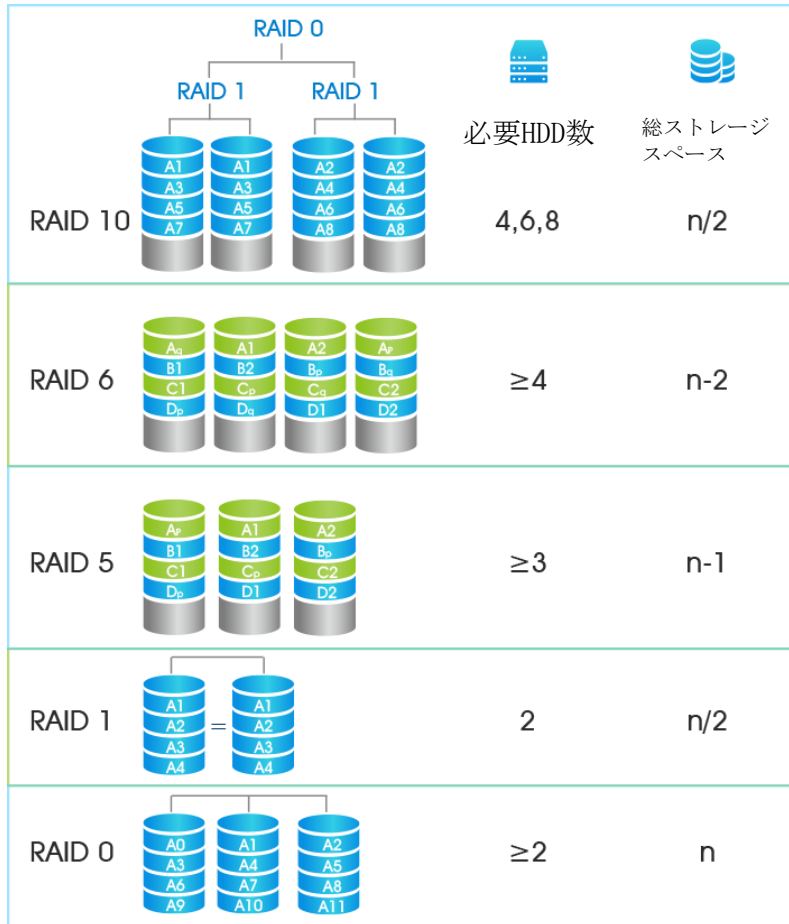 RAID 0
RAID 1 RAID 1
必要HDD数
総ストレージ
スペース
A1 A1 A2 A2
A3 A3 A4 A4
A5 A5 A6 A6
A7 A7 A8 A8
RAID 10 4,6,8 n/2
Aq A1 A2 AP
B1 B2 Bp Bq
C1 Cp Cq C2
Dp Dq D1 D2
RAID 6 ≥4 n-2
AP A1 A2
B1 B2 Bp
C1 Cp C2
Dp D1 D2
RAID 5 ≥3 n-1
A1 A1
A2 = A2
A3 A3
A4 A4
RAID 1 2 n/2
A0 A1 A2
A3 A4 A5
A6 A7 A8
A9 A10 A11
RAID 0 ≥2 n